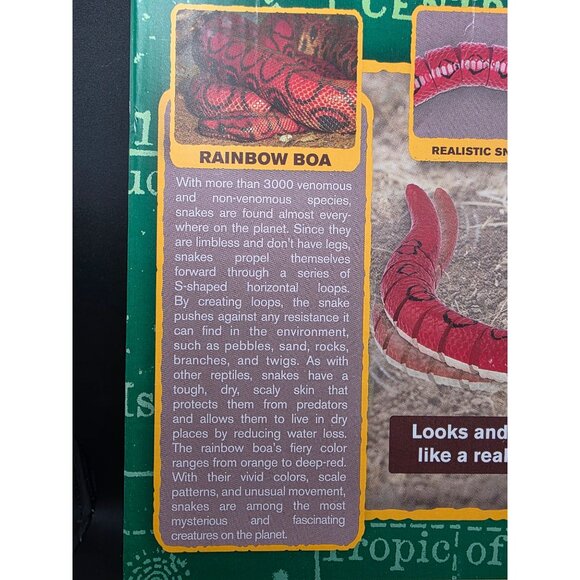 CENT
RAINBOW BOA
With more than 3000 venomous
and non-venomous species,
snakes are found almost every-
where on the planet. Since they
are limbless and don't have legs,
snakes propel themselves
forward through a series of
S-shaped horizontal loops.
By creating loops, the snake
pushes against any resistance it
can find in the environment,
such as pebbles, sand, rocks,
branches, and twigs. As with
other reptiles, snakes have a
tough, dry, scaly skin that
protects them from predators
and allows them to live in dry
places by reducing water loss.
The rainbow boa's fiery color
ranges from orange to deep-red.
With their vivid colors, scale
patterns, and unusual movement,
snakes are among the most
mysterious and fascinating
creatures on the planet.
REALISTIC SN
Looks and
like a real
Tropic of